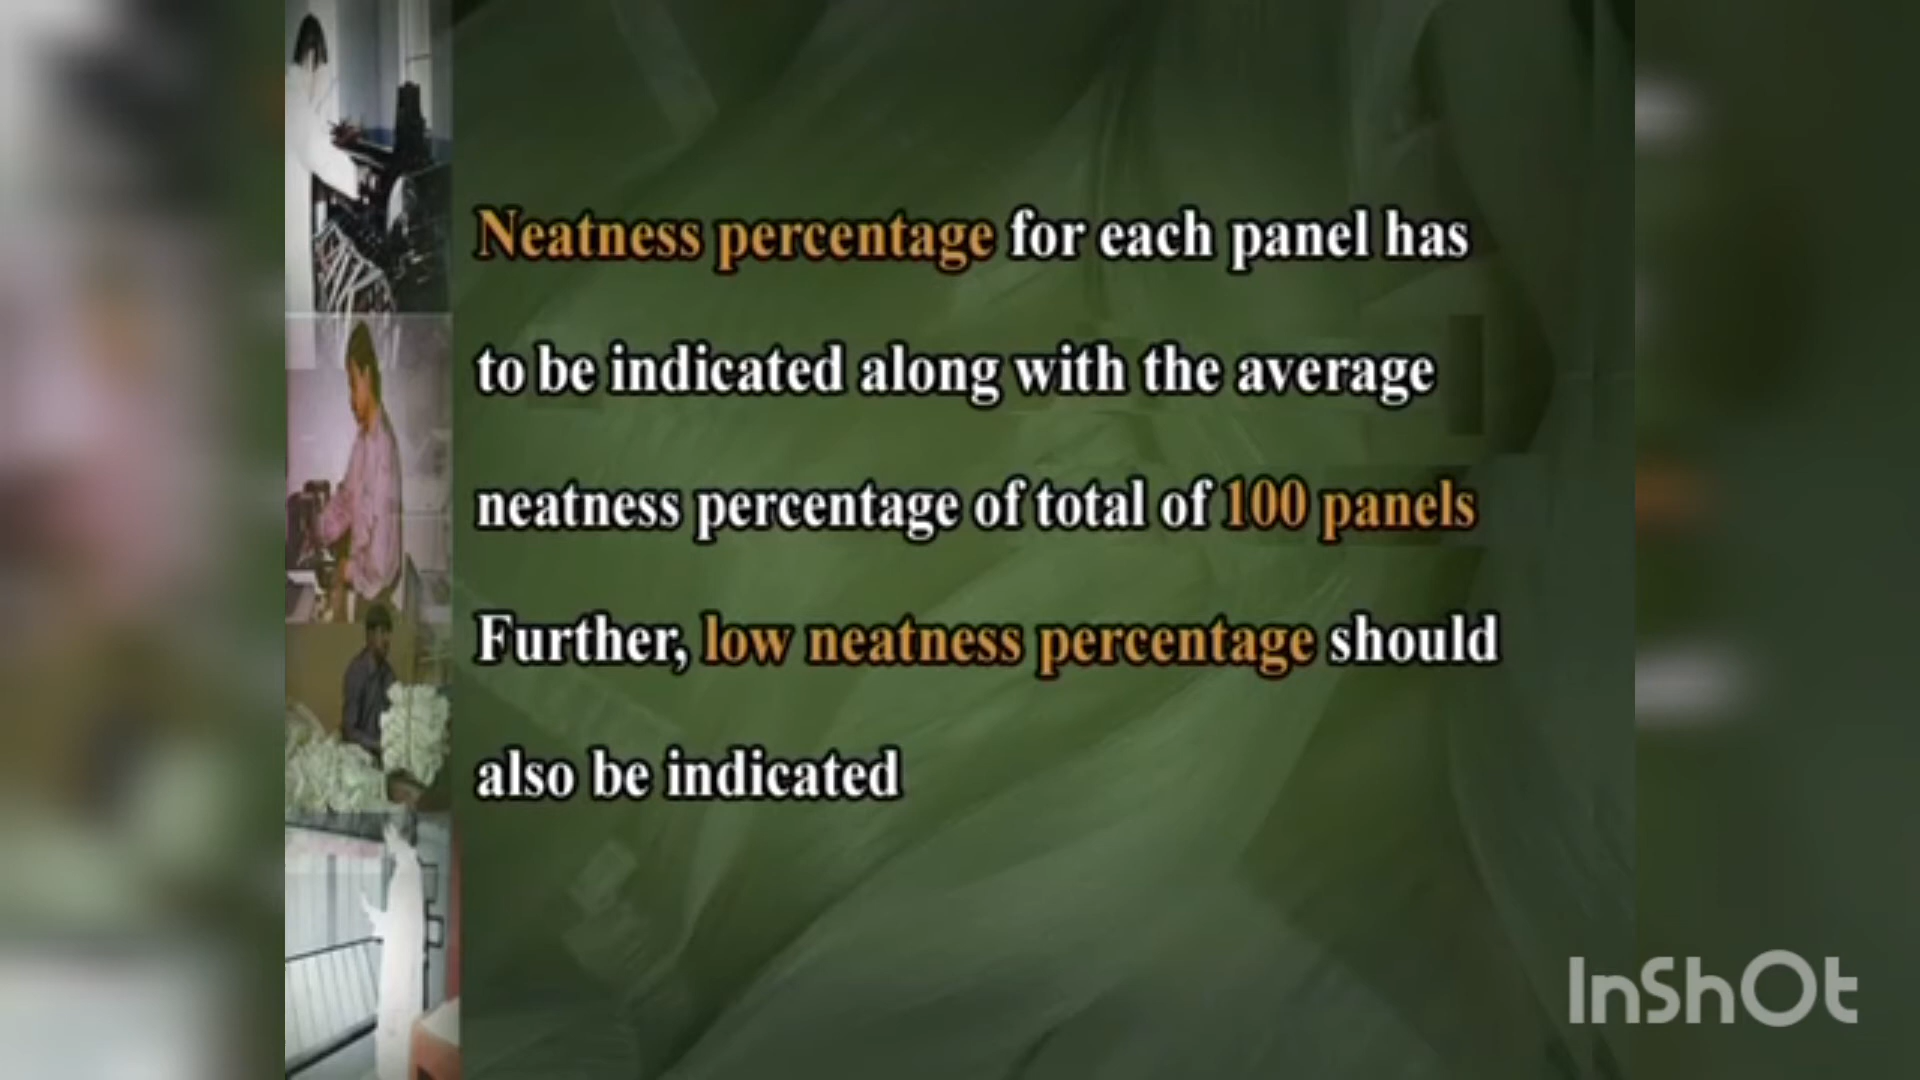 Neatness percentage for each panel has
to be indicated along with the average
neatness percentage of total of 100 panels
Further, low neatness percentage should
also be indicated
InShOt